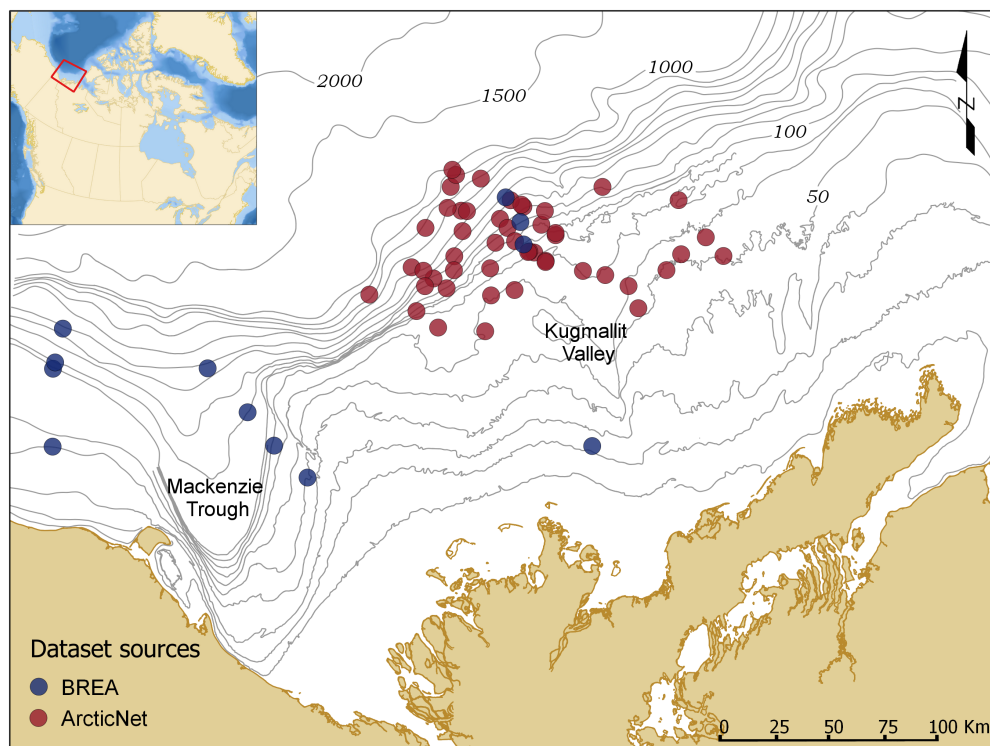 2000
1500
1000
100
50
N
Kugmallit
Valley
Mackenzie
Trough
Dataset sources
BREA
ArcticNet
0 25 50 75 100 Km